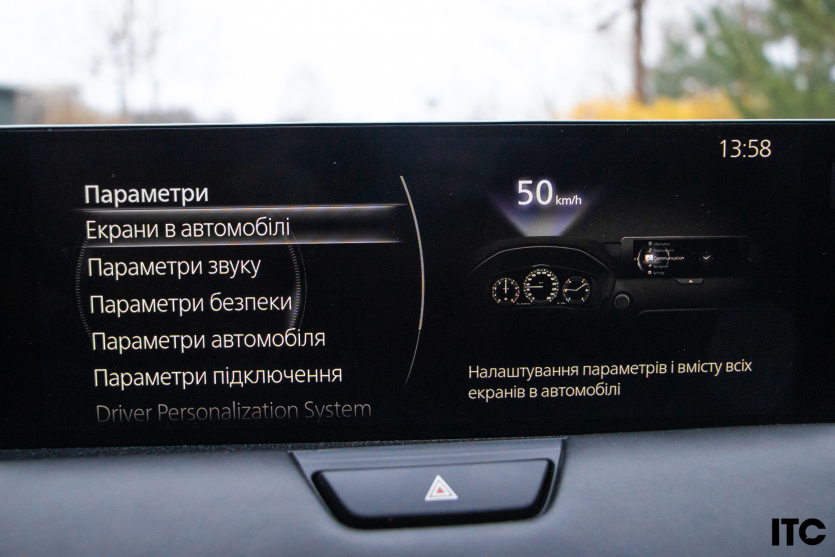 13:58
Параметри
Екрани в автомобілі
Параметри звуку
Параметри безпеки
Параметри автомобіля
Параметри підключення
Driver Personalization System
50 km/h
Communication
Налаштування параметрів і вмісту всіх
екранів в автомобілі
ITC